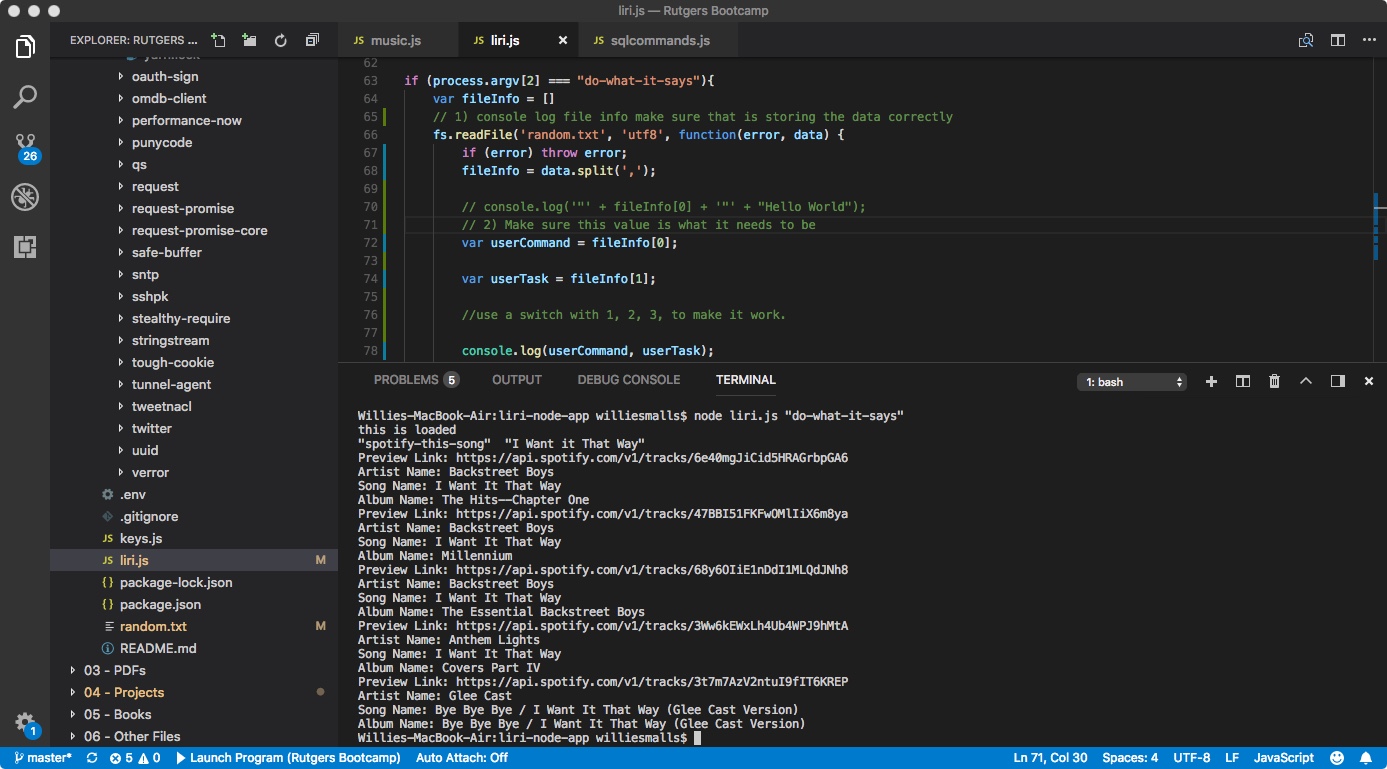 liri.js — Rutgers Bootcamp
EXPLORER: RUTGERS ...
JS music.js
JS liri.js
JS sqlcommands.js
oauth-sign
omdb-client
performance-now
punycode
qs
request
request-promise
request-promise-core
safe-buffer
sntp
sshpk
stealthy-require
stringstream
tough-cookie
tunnel-agent
tweetnacl
twitter
uuid
verror
.env
.gitignore
JS keys.js
JS liri.js M
{} package-lock.json
{} package.json
random.txt M
README.md
03 - PDFs
04 - Projects
05 - Books
06 - Other Files
26
1
62
63 if (process.argv[2] === "do-what-it-says"){
64 var fileInfo = []
65 // 1) console log file info make sure that is storing the data correctly
66 fs.readFile('random.txt', 'utf8', function(error, data) {
67 if (error) throw error;
68 fileInfo = data.split(',');
69
70 // console.log('"' + fileInfo[0] + '"' + "Hello World");
71 // 2) Make sure this value is what it needs to be
72 var userCommand = fileInfo[0];
73
74 var userTask = fileInfo[1];
75
76 //use a switch with 1, 2, 3, to make it work.
77
78 console.log(userCommand, userTask);
PROBLEMS 5 OUTPUT DEBUG CONSOLE TERMINAL 1: bash
Willies-MacBook-Air:liri-node-app williesmalls$ node liri.js "do-what-it-says"
this is loaded
"spotify-this-song"  "I Want it That Way"
Preview Link: https://api.spotify.com/v1/tracks/6e40mgJiCid5HRAGrbpGA6
Artist Name: Backstreet Boys
Song Name: I Want It That Way
Album Name: The Hits--Chapter One
Preview Link: https://api.spotify.com/v1/tracks/47BBI51FKFwOMlIiX6m8ya
Artist Name: Backstreet Boys
Song Name: I Want It That Way
Album Name: Millennium
Preview Link: https://api.spotify.com/v1/tracks/68y6OIiE1nDdI1MLQdJNh8
Artist Name: Backstreet Boys
Song Name: I Want It That Way
Album Name: The Essential Backstreet Boys
Preview Link: https://api.spotify.com/v1/tracks/3Ww6kEWxLh4Ub4WPJ9hMtA
Artist Name: Anthem Lights
Song Name: I Want It That Way
Album Name: Covers Part IV
Preview Link: https://api.spotify.com/v1/tracks/3t7m7AzV2ntuI9fIT6KREP
Artist Name: Glee Cast
Song Name: Bye Bye Bye / I Want It That Way (Glee Cast Version)
Album Name: Bye Bye Bye / I Want It That Way (Glee Cast Version)
Willies-MacBook-Air:liri-node-app williesmalls$
master* 5 0 Launch Program (Rutgers Bootcamp) Auto Attach: Off Ln 71, Col 30 Spaces: 4 UTF-8 LF JavaScript